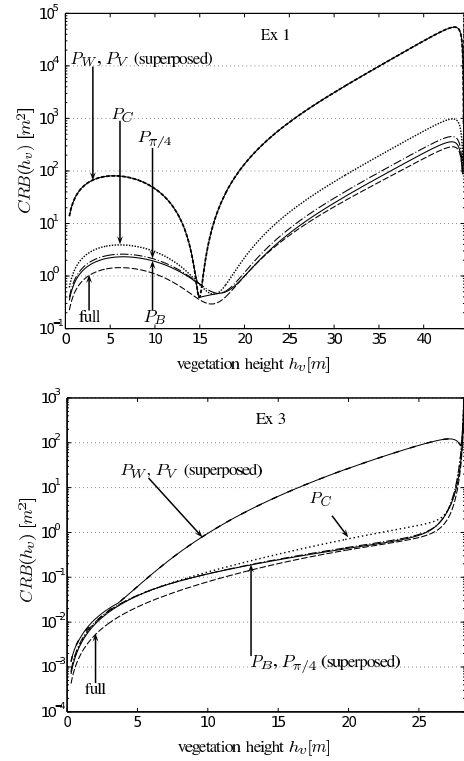 10^5
Ex 1
10^4
P_W, P_V (superposed)
10^3
P_C
P_{π/4}
10^2
10^1
10^0
10^{-1}
full
P_B
CRB(h_v) [m^2]
0 5 10 15 20 25 30 35 40
vegetation height h_v[m]
10^3
Ex 3
10^2
P_W, P_V (superposed)
P_C
10^1
10^0
10^{-1}
10^{-2}
P_B, P_{π/4} (superposed)
10^{-3}
full
10^{-4}
CRB(h_v) [m^2]
0 5 10 15 20 25
vegetation height h_v[m]